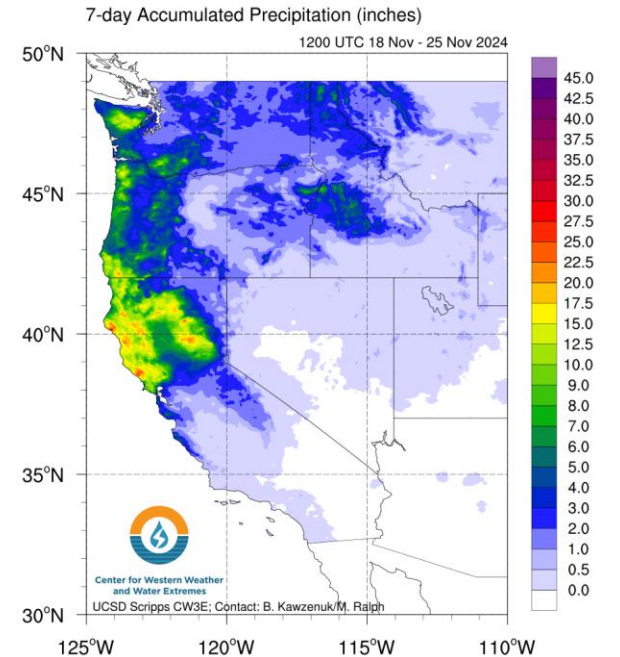 7-day Accumulated Precipitation (inches)
1200 UTC 18 Nov - 25 Nov 2024
50°N
45°N
40°N
35°N
30°N
125°W
120°W
115°W
110°W
45.0
42.5
40.0
37.5
35.0
32.5
30.0
27.5
25.0
22.5
20.0
17.5
15.0
12.5
10.0
9.0
8.0
7.0
6.0
5.0
4.0
3.0
2.0
1.0
0.5
0.0
Center for Western Weather
and Water Extremes
UCSD Scripps CW3E; Contact: B. Kawzenuk/M. Ralph